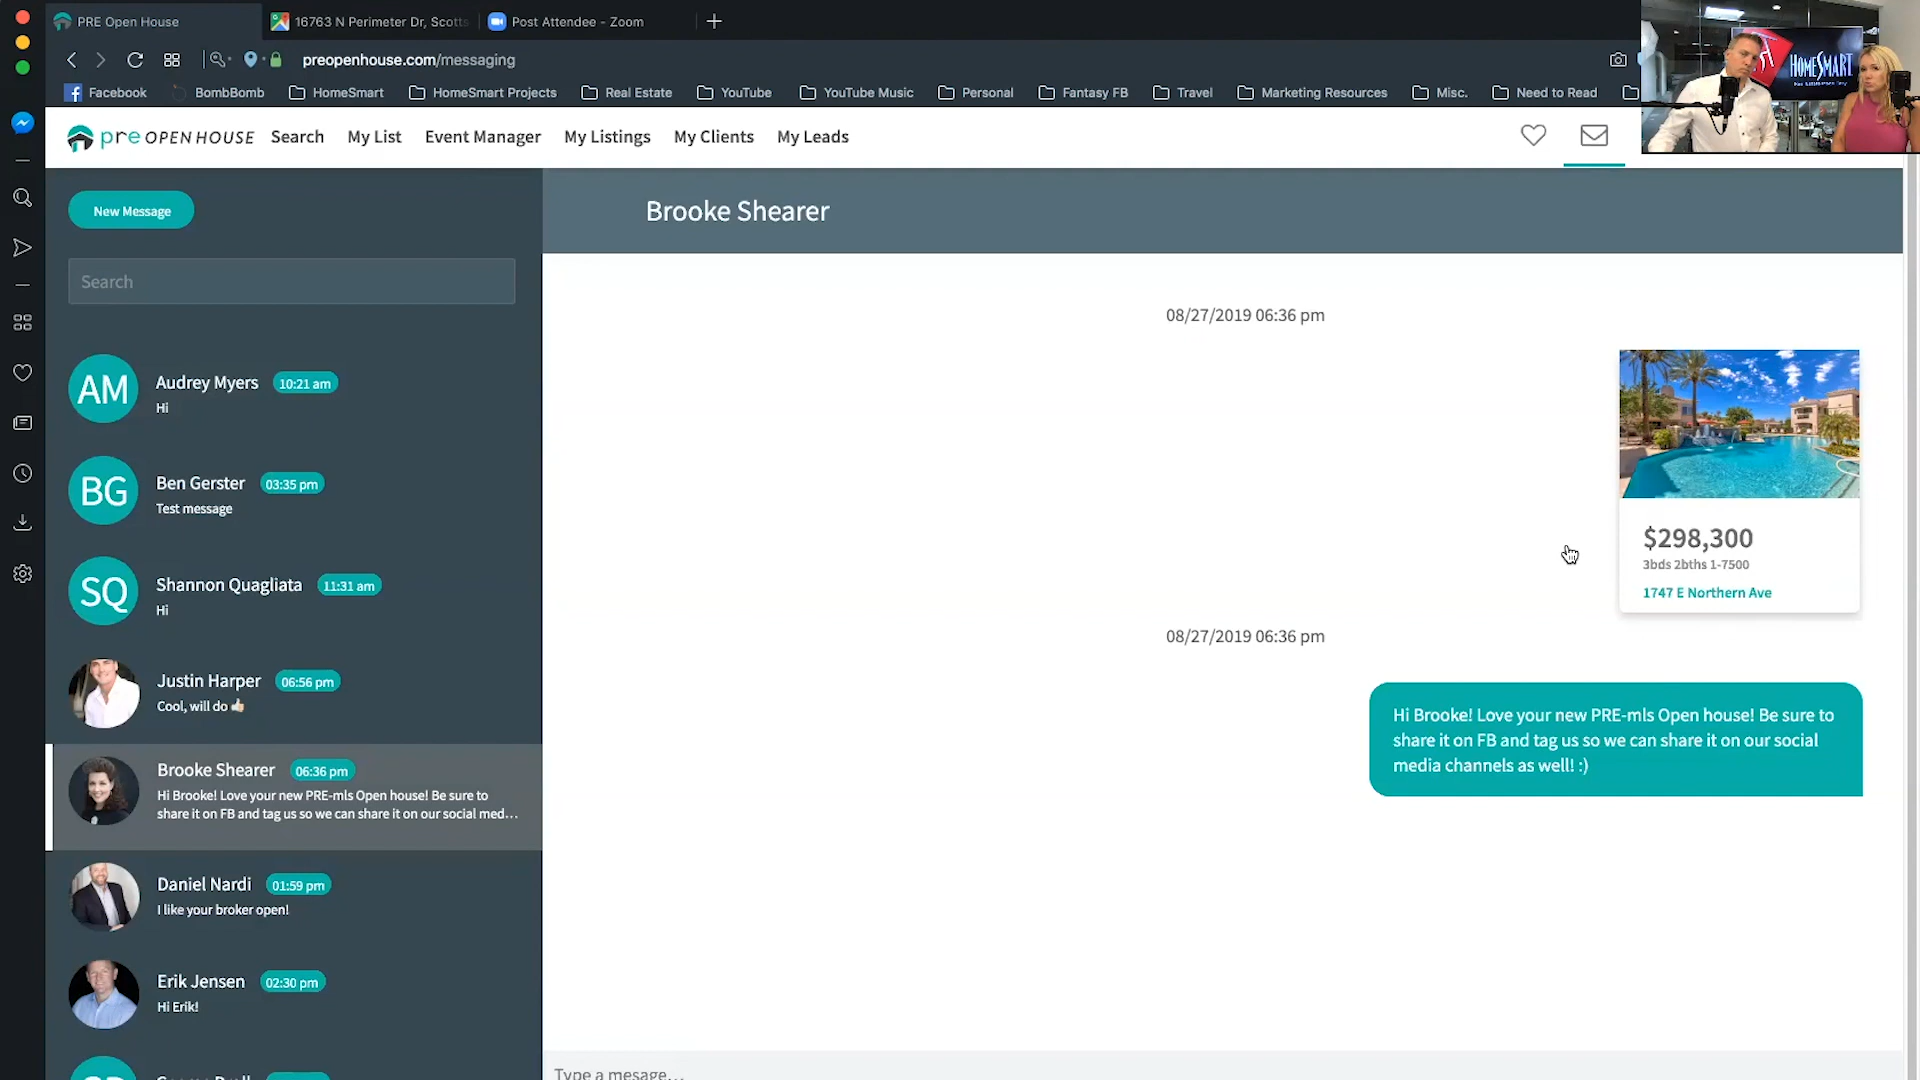 PRE Open House
16763 N Perimeter Dr, Scotts
Post Attendee - Zoom
preopenhouse.com/messaging
Facebook
BombBomb
HomeSmart
HomeSmart Projects
Real Estate
YouTube
YouTube Music
Personal
Fantasy FB
Travel
Marketing Resources
Misc.
Need to Read
HOMESMART
pre OPEN HOUSE
Search
My List
Event Manager
My Listings
My Clients
My Leads
New Message
Search
AM
Audrey Myers 10:21 am
Hi
BG
Ben Gerster 03:35 pm
Test message
SQ
Shannon Quagliata 11:31 am
Hi
Justin Harper 06:56 pm
Cool, will do 👍🏻
Brooke Shearer 06:36 pm
Hi Brooke! Love your new PRE-mls Open house! Be sure to
share it on FB and tag us so we can share it on our social med...
Daniel Nardi 01:59 pm
I like your broker open!
Erik Jensen 02:30 pm
Hi Erik!
Brooke Shearer
08/27/2019 06:36 pm
$298,300
3bds 2bths 1-7500
1747 E Northern Ave
08/27/2019 06:36 pm
Hi Brooke! Love your new PRE-mls Open house! Be sure to
share it on FB and tag us so we can share it on our social
media channels as well! :)
Type a mesage...